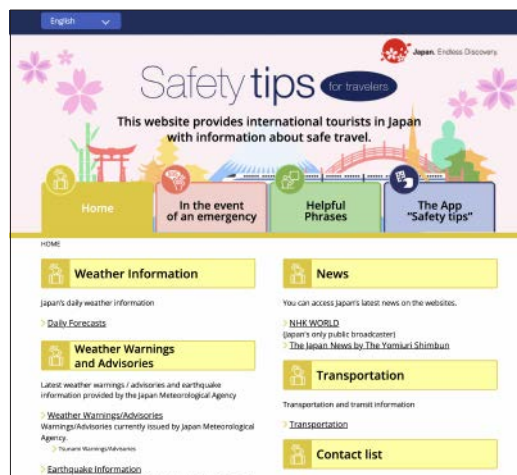 English
Japan. Endless Discovery.
Safety tips for travelers
This website provides international tourists in Japan
with information about safe travel.
Home
In the event
of an emergency
Helpful
Phrases
The App
"Safety tips"
HOME
Weather Information
Japan's daily weather information
Daily Forecasts
Weather Warnings
and Advisories
Latest weather warnings / advisories and earthquake
information provided by the Japan Meteorological Agency
Weather Warnings/Advisories
Warnings/Advisories currently issued by Japan Meteorological
Agency.
Tsunami Warnings/Advisories
Earthquake Information
News
You can access Japan's latest news on the websites.
NHK WORLD
(Japan's only public broadcaster)
The Japan News by The Yomiuri Shimbun
Transportation
Transportation and transit information
Transportation
Contact list